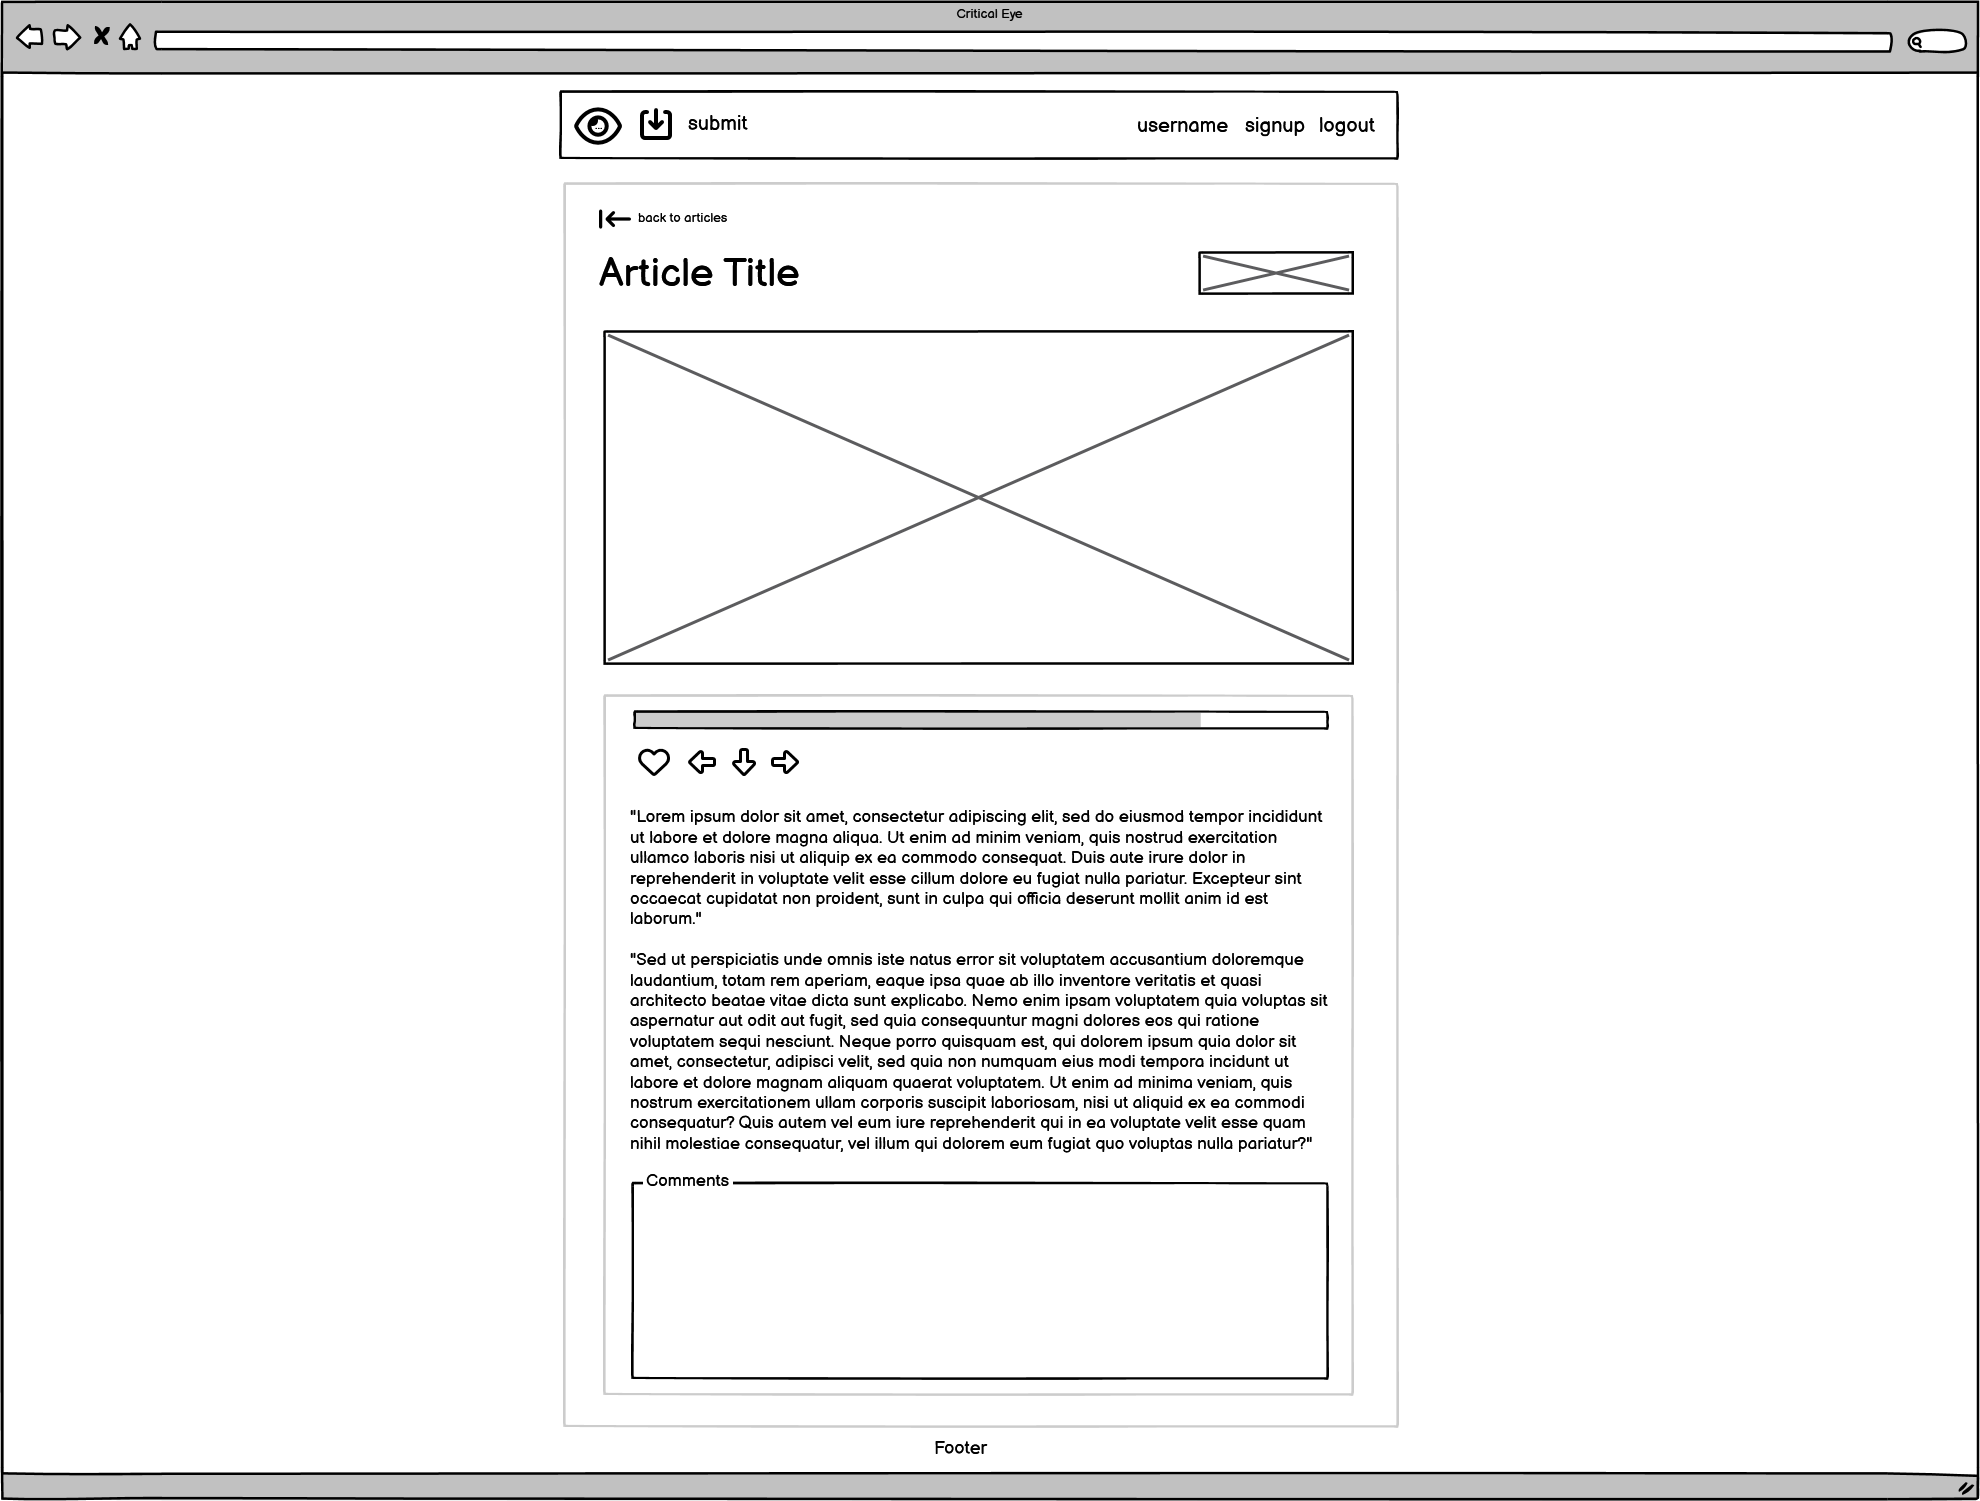 Critical Eye
submit
username signup logout
back to articles
Article Title
"Lorem ipsum dolor sit amet, consectetur adipiscing elit, sed do eiusmod tempor incididunt
ut labore et dolore magna aliqua. Ut enim ad minim veniam, quis nostrud exercitation
ullamco laboris nisi ut aliquip ex ea commodo consequat. Duis aute irure dolor in
reprehenderit in voluptate velit esse cillum dolore eu fugiat nulla pariatur. Excepteur sint
occaecat cupidatat non proident, sunt in culpa qui officia deserunt mollit anim id est
laborum."
"Sed ut perspiciatis unde omnis iste natus error sit voluptatem accusantium doloremque
laudantium, totam rem aperiam, eaque ipsa quae ab illo inventore veritatis et quasi
architecto beatae vitae dicta sunt explicabo. Nemo enim ipsam voluptatem quia voluptas sit
aspernatur aut odit aut fugit, sed quia consequuntur magni dolores eos qui ratione
voluptatem sequi nesciunt. Neque porro quisquam est, qui dolorem ipsum quia dolor sit
amet, consectetur, adipisci velit, sed quia non numquam eius modi tempora incidunt ut
labore et dolore magnam aliquam quaerat voluptatem. Ut enim ad minima veniam, quis
nostrum exercitationem ullam corporis suscipit laboriosam, nisi ut aliquid ex ea commodi
consequatur? Quis autem vel eum iure reprehenderit qui in ea voluptate velit esse quam
nihil molestiae consequatur, vel illum qui dolorem eum fugiat quo voluptas nulla pariatur?"
Comments
Footer